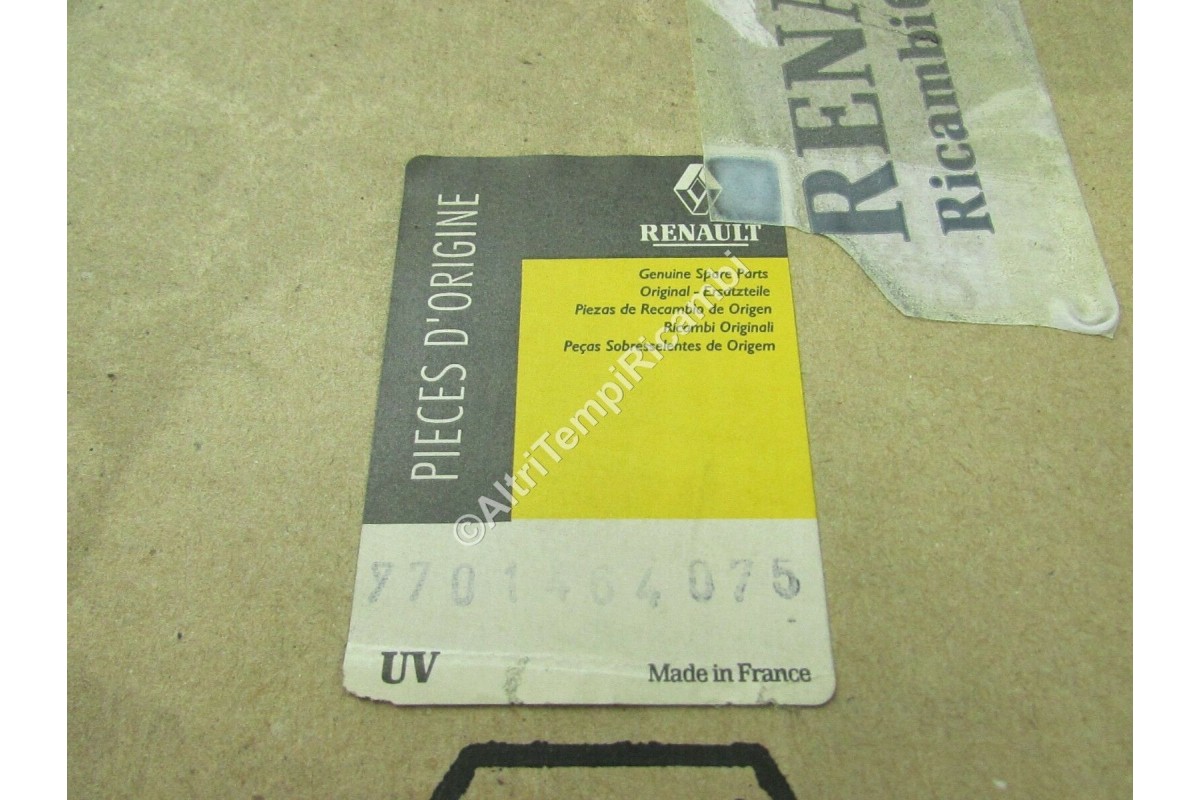 RENA
Ricambi
PIECES D'ORIGINE
RENAULT
Genuine Spare Parts
Original - Ersatzteile
Piezas de Recambio de Origen
Ricambi Originali
Peças Sobresselentes de Origem
©AltriTempiRicambi
7701464075
UV
Made in France